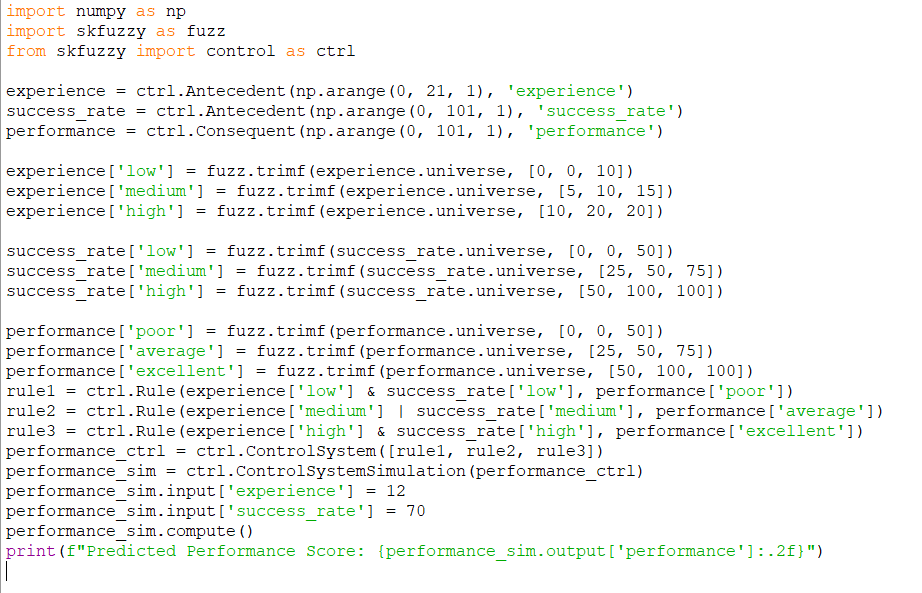 import numpy as np
import skfuzzy as fuzz
from skfuzzy import control as ctrl
experience = ctrl.Antecedent(np.arange(0, 21, 1), 'experience')
success_rate = ctrl.Antecedent(np.arange(0, 101, 1), 'success_rate')
performance = ctrl.Consequent(np.arange(0, 101, 1), 'performance')
experience['low'] = fuzz.trimf(experience.universe, [0, 0, 10])
experience['medium'] = fuzz.trimf(experience.universe, [5, 10, 15])
experience['high'] = fuzz.trimf(experience.universe, [10, 20, 20])
success_rate['low'] = fuzz.trimf(success_rate.universe, [0, 0, 50])
success_rate['medium'] = fuzz.trimf(success_rate.universe, [25, 50, 75])
success_rate['high'] = fuzz.trimf(success_rate.universe, [50, 100, 100])
performance['poor'] = fuzz.trimf(performance.universe, [0, 0, 50])
performance['average'] = fuzz.trimf(performance.universe, [25, 50, 75])
performance['excellent'] = fuzz.trimf(performance.universe, [50, 100, 100])
rule1 = ctrl.Rule(experience['low'] & success_rate['low'], performance['poor'])
rule2 = ctrl.Rule(experience['medium'] | success_rate['medium'], performance['average'])
rule3 = ctrl.Rule(experience['high'] & success_rate['high'], performance['excellent'])
performance_ctrl = ctrl.ControlSystem([rule1, rule2, rule3])
performance_sim = ctrl.ControlSystemSimulation(performance_ctrl)
performance_sim.input['experience'] = 12
performance_sim.input['success_rate'] = 70
performance_sim.compute()
print(f"Predicted Performance Score: {performance_sim.output['performance']:.2f}")